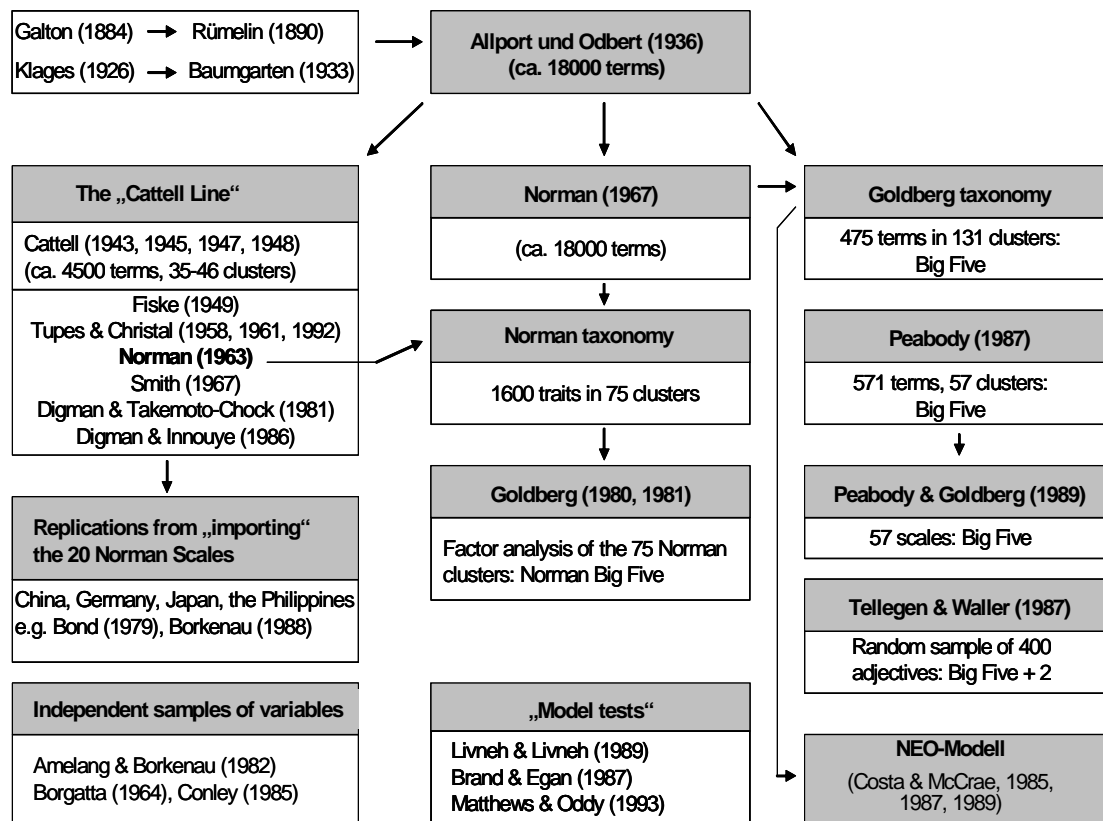 Galton (1884) → Rümelin (1890)
Klages (1926) → Baumgarten (1933)
Allport und Odbert (1936)
(ca. 18000 terms)
The „Cattell Line“
Cattell (1943, 1945, 1947, 1948)
(ca. 4500 terms, 35-46 clusters)
Fiske (1949)
Tupes & Christal (1958, 1961, 1992)
Norman (1963)
Smith (1967)
Digman & Takemoto-Chock (1981)
Digman & Innouye (1986)
Replications from „importing“
the 20 Norman Scales
China, Germany, Japan, the Philippines
e.g. Bond (1979), Borkenau (1988)
Independent samples of variables
Amelang & Borkenau (1982)
Borgatta (1964), Conley (1985)
Norman (1967)
(ca. 18000 terms)
Norman taxonomy
1600 traits in 75 clusters
Goldberg (1980, 1981)
Factor analysis of the 75 Norman
clusters: Norman Big Five
„Model tests“
Livneh & Livneh (1989)
Brand & Egan (1987)
Matthews & Oddy (1993)
Goldberg taxonomy
475 terms in 131 clusters:
Big Five
Peabody (1987)
571 terms, 57 clusters:
Big Five
Peabody & Goldberg (1989)
57 scales: Big Five
Tellegen & Waller (1987)
Random sample of 400
adjectives: Big Five + 2
NEO-Modell
(Costa & McCrae, 1985,
1987, 1989)